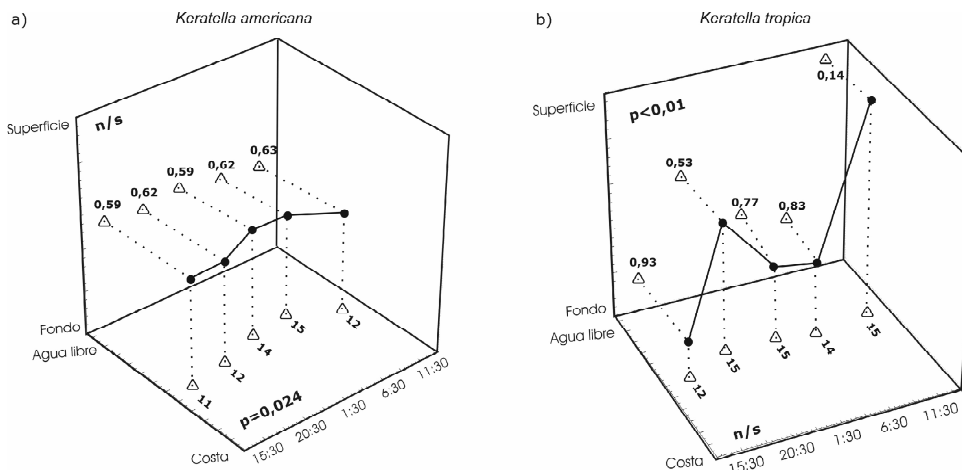 a)
Keratella americana
Superficie
n/s
0,59
0,62
0,59
0,62
0,63
Fondo
Agua libre
11
12
14
15
12
p=0,024
Costa
15:30
20:30
1:30
6:30
11:30
b)
Keratella tropica
Superficie
p<0,01
0,14
0,53
0,77
0,83
0,93
Fondo
Agua libre
12
15
15
14
15
n/s
Costa
15:30
20:30
1:30
6:30
11:30